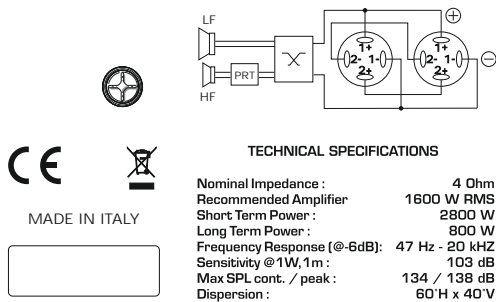 LF
HF
PRT
+
1+
2- 1-
2+
1+
2- 1-
2+
−
CE
MADE IN ITALY
TECHNICAL SPECIFICATIONS
Nominal Impedance : 4 Ohm
Recommended Amplifier 1600 W RMS
Short Term Power : 2800 W
Long Term Power : 800 W
Frequency Response (@-6dB): 47 Hz - 20 kHZ
Sensitivity @1W,1m : 103 dB
Max SPL cont. / peak : 134 / 138 dB
Dispersion : 60°H x 40°V